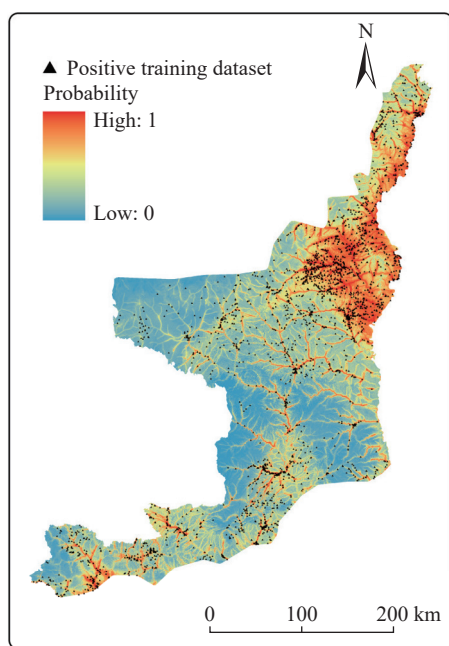 N
▲ Positive training dataset
Probability
High: 1
Low: 0
0 100 200 km